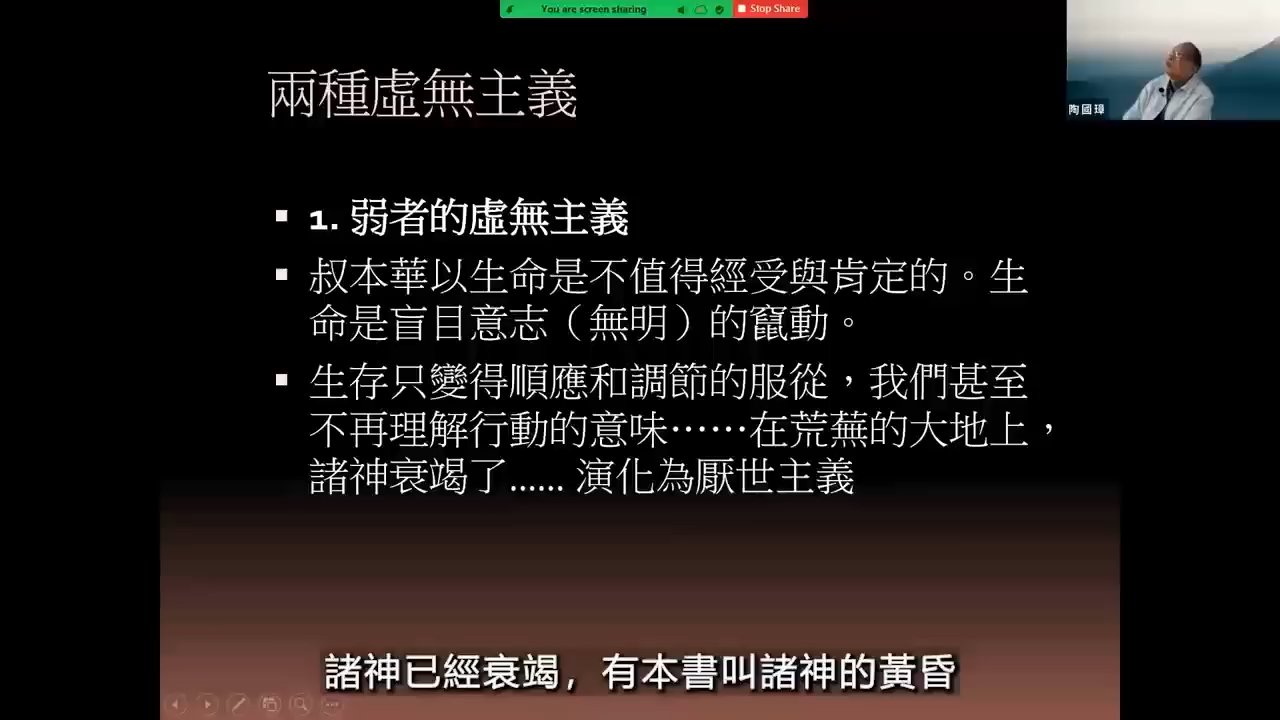 You are screen sharing
Stop Share
兩種虛無主義
陶國璋
▪ 1. 弱者的虛無主義
▪ 叔本華以生命是不值得經受與肯定的。生
命是盲目意志（無明）的竄動。
▪ 生存只變得順應和調節的服從，我們甚至
不再理解行動的意味……在荒蕪的大地上，
諸神衰竭了...... 演化為厭世主義
諸神已經衰竭，有本書叫諸神的黃昏